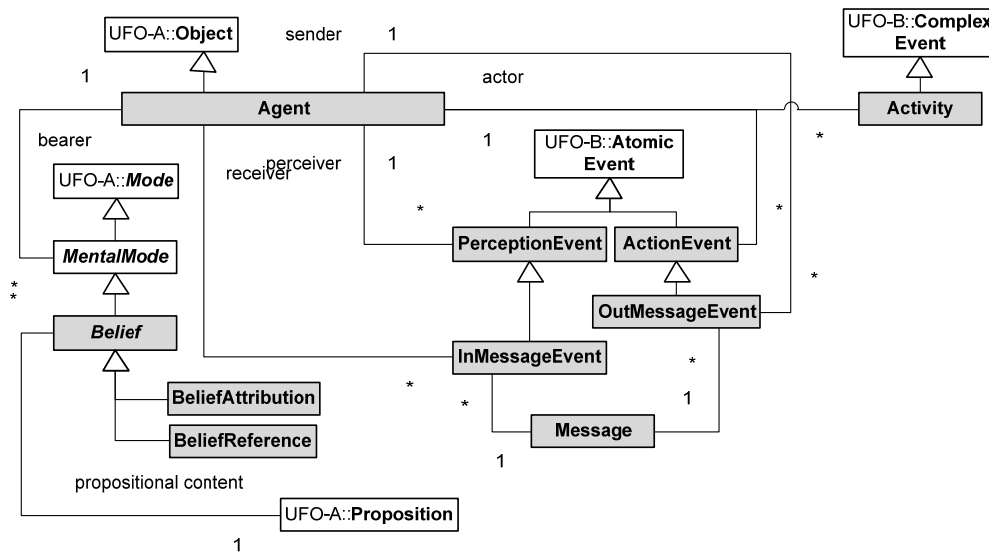 UFO-A::Object
sender
1
UFO-B::Complex
Event
1
actor
Agent
Activity
bearer
1
*
perceiver
receiver
1
UFO-B::Atomic
Event
UFO-A::Mode
*
*
PerceptionEvent
ActionEvent
MentalMode
*
*
*
OutMessageEvent
Belief
InMessageEvent
*
*
BeliefAttribution
*
1
BeliefReference
Message
1
propositional content
UFO-A::Proposition
1